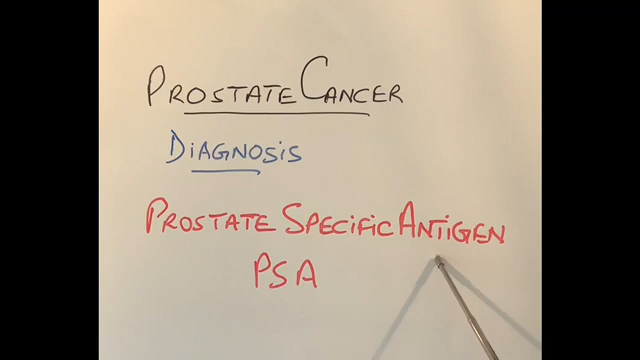 Prostate Cancer
Diagnosis
Prostate Specific Antigen
PSA